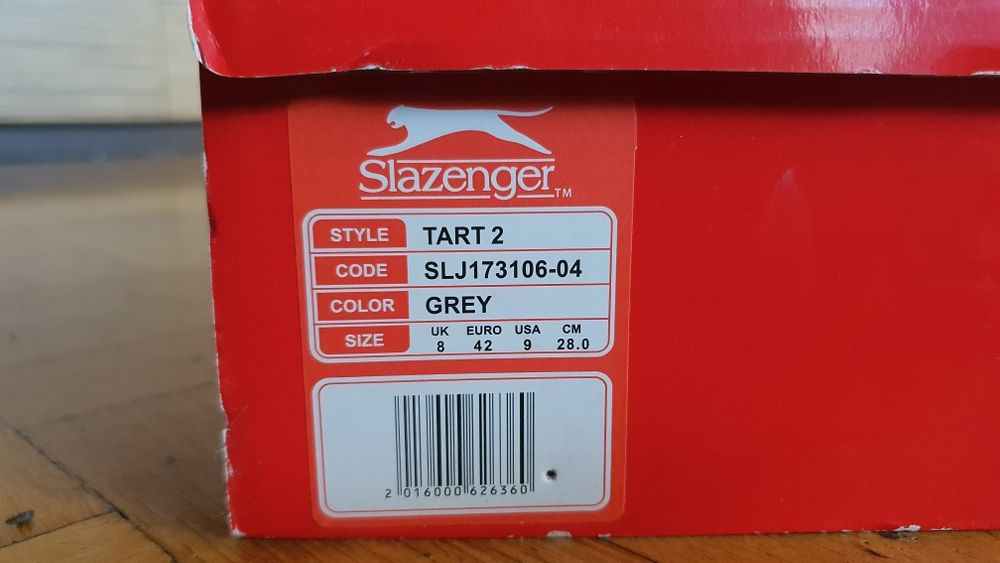 Slazenger™
STYLE TART 2
CODE SLJ173106-04
COLOR GREY
SIZE UK EURO USA CM
8 42 9 28.0
2 016000 626360